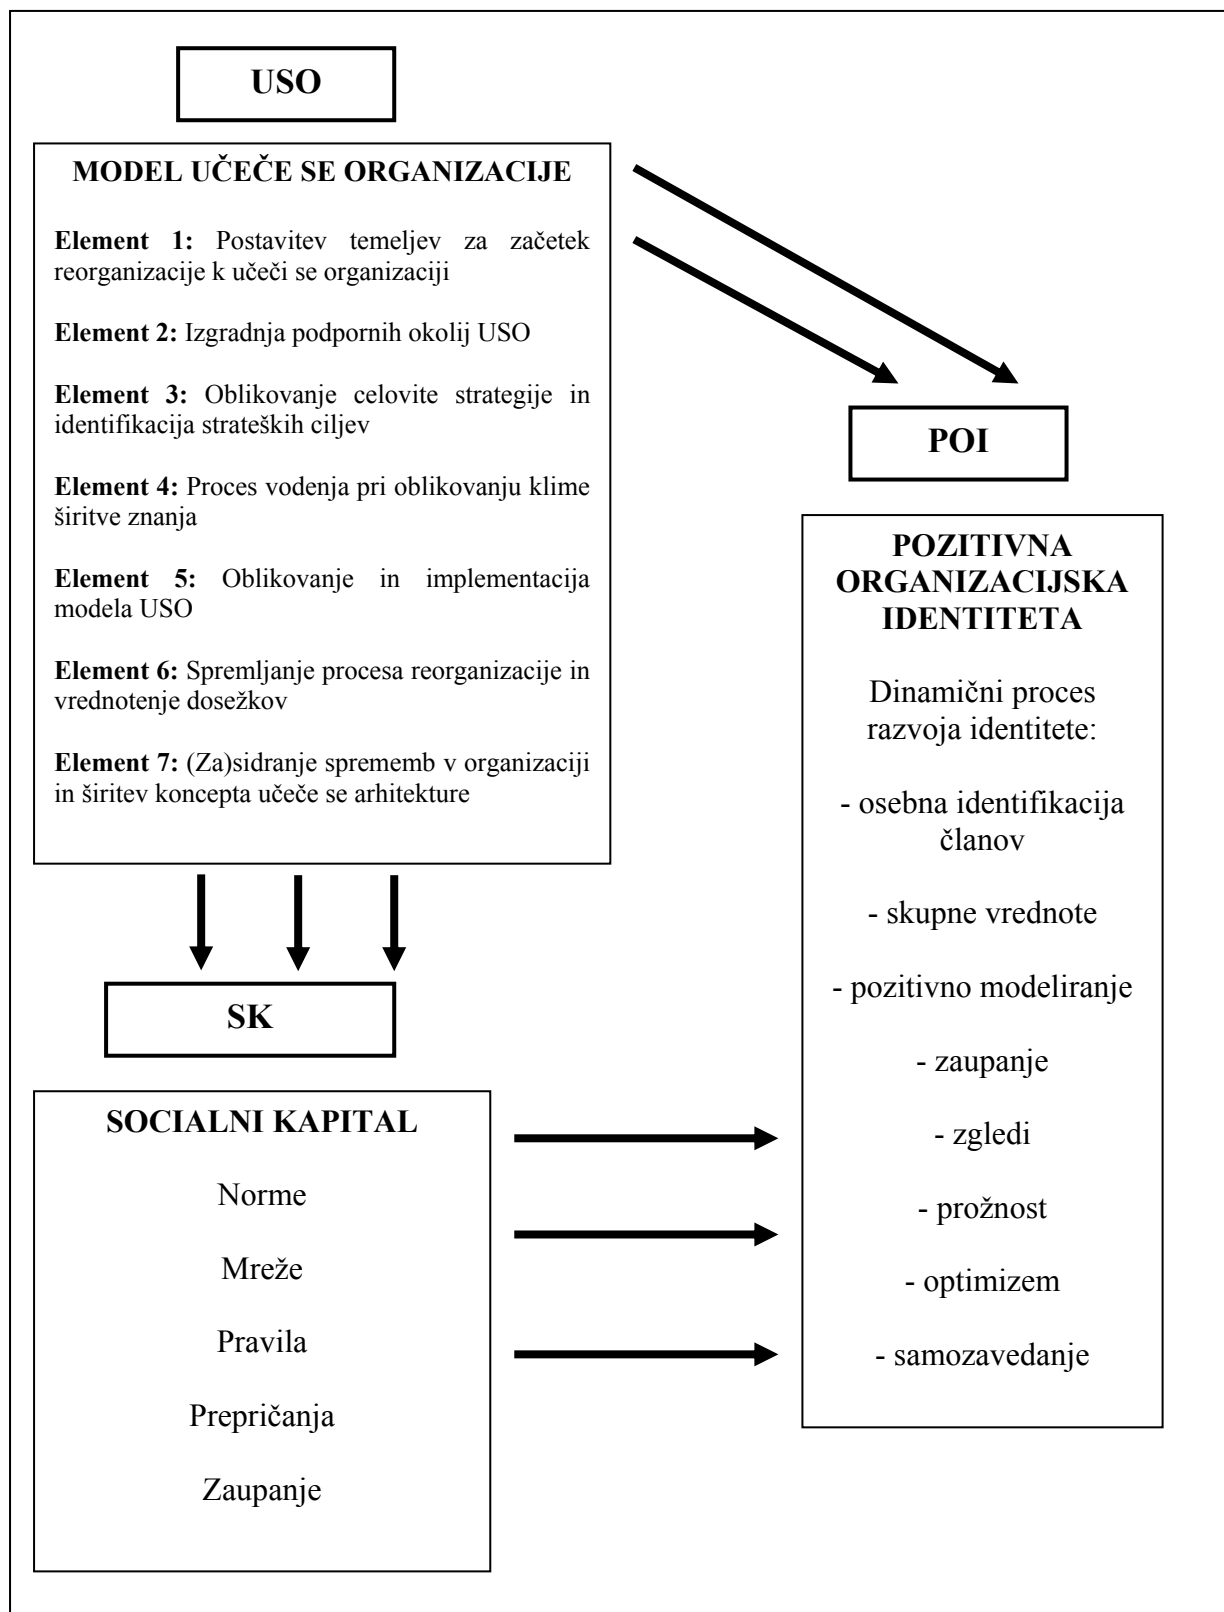 USO
MODEL UČEČE SE ORGANIZACIJE
Element 1: Postavitev temeljev za začetek
reorganizacije k učeči se organizaciji
Element 2: Izgradnja podpornih okolij USO
Element 3: Oblikovanje celovite strategije in
identifikacija strateških ciljev
Element 4: Proces vodenja pri oblikovanju klime
širitve znanja
Element 5: Oblikovanje in implementacija
modela USO
Element 6: Spremljanje procesa reorganizacije in
vrednotenje dosežkov
Element 7: (Za)sidranje sprememb v organizaciji
in širitev koncepta učeče se arhitekture
SK
SOCIALNI KAPITAL
Norme
Mreže
Pravila
Prepričanja
Zaupanje
POI
POZITIVNA
ORGANIZACIJSKA
IDENTITETA
Dinamični proces
razvoja identitete:
- osebna identifikacija
članov
- skupne vrednote
- pozitivno modeliranje
- zaupanje
- zgledi
- prožnost
- optimizem
- samozavedanje